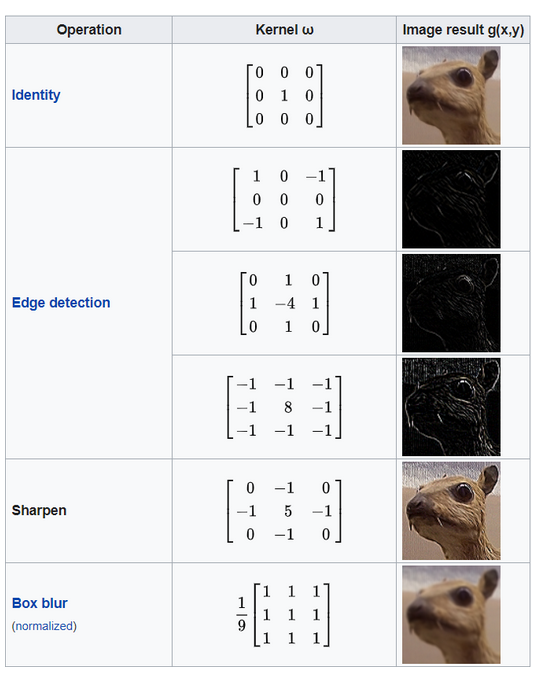 Operation Kernel ω Image result g(x,y)
Identity
0 0 0
0 1 0
0 0 0
Edge detection
1 0 −1
0 0 0
−1 0 1
0 1 0
1 −4 1
0 1 0
−1 −1 −1
−1 8 −1
−1 −1 −1
Sharpen
0 −1 0
−1 5 −1
0 −1 0
Box blur
(normalized)
1
9
1 1 1
1 1 1
1 1 1